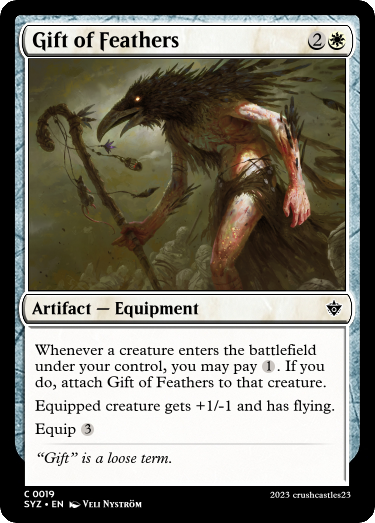 Gift of Feathers 2
Artifact — Equipment
Whenever a creature enters the battlefield
under your control, you may pay 1. If you
do, attach Gift of Feathers to that creature.
Equipped creature gets +1/-1 and has flying.
Equip 3
“Gift” is a loose term.
C 0019
SYZ • EN VELI NYSTRÖM
2023 crushcastles23